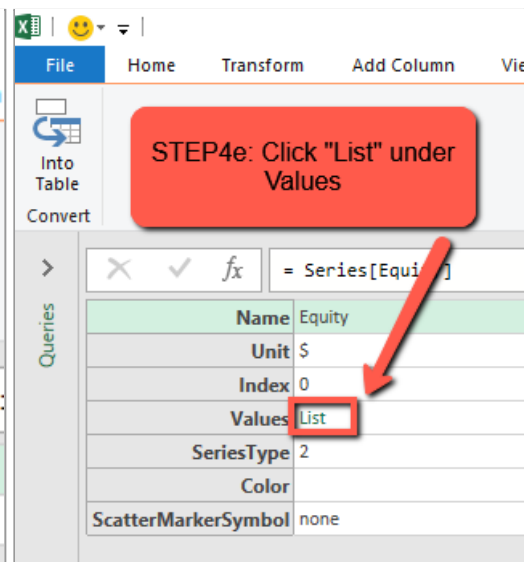 File Home Transform Add Column
Into
Table
Convert
STEP4e: Click "List" under
Values
fx = Series[Equity]
Queries
Name Equity
Unit $
Index 0
Values List
SeriesType 2
Color
ScatterMarkerSymbol none